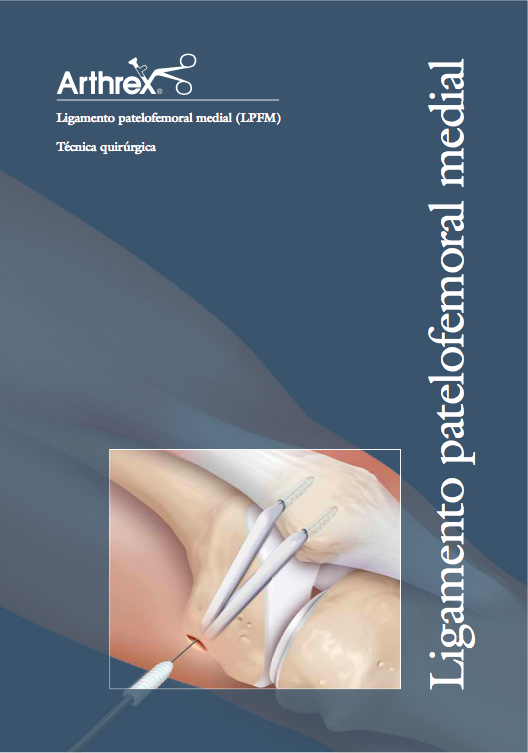 Arthrex®
Ligamento patelofemoral medial (LPFM)
Técnica quirúrgica
Ligamento patelofemoral medial